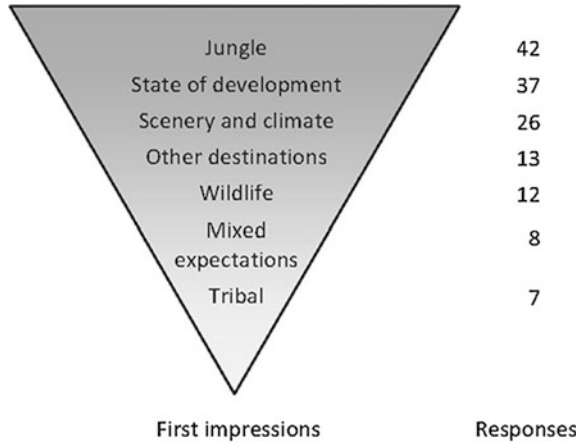 Jungle 42
State of development 37
Scenery and climate 26
Other destinations 13
Wildlife 12
Mixed
expectations 8
Tribal 7
First impressions Responses